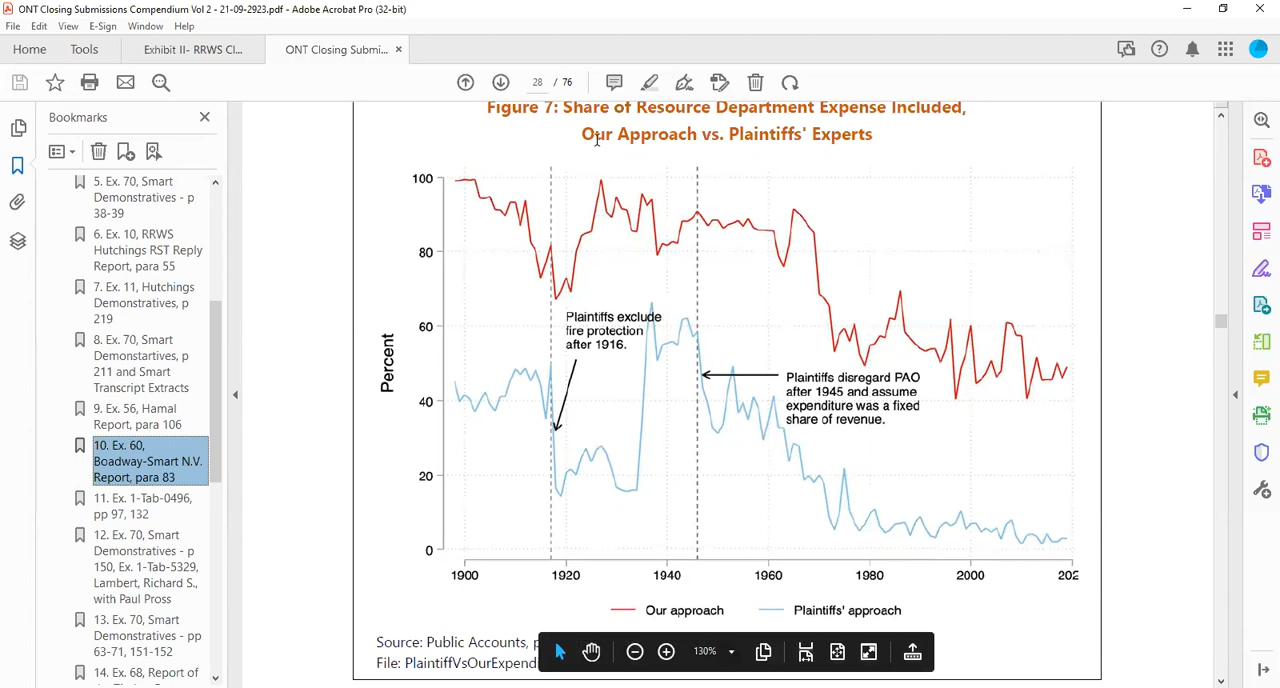 ONT Closing Submissions Compendium Vol 2 - 21-09-2923.pdf - Adobe Acrobat Pro (32-bit)
File Edit View E-Sign Window Help
Home Tools Exhibit II- RRWS Cl... ONT Closing Submi... ×
28 / 76
Bookmarks
5. Ex. 70, Smart
Demonstratives - p
38-39
6. Ex. 10, RRWS
Hutchings RST Reply
Report, para 55
7. Ex. 11, Hutchings
Demonstratives, p
219
8. Ex. 70, Smart
Demonstartives, p
211 and Smart
Transcript Extracts
9. Ex. 56, Hamal
Report, para 106
10. Ex. 60,
Boadway-Smart N.V.
Report, para 83
11. Ex. 1-Tab-0496,
pp 97, 132
12. Ex. 70, Smart
Demonstratives - p
150, Ex. 1-Tab-5329,
Lambert, Richard S.,
with Paul Pross
13. Ex. 70, Smart
Demonstratives - pp
63-71, 151-152
14. Ex. 68, Report of
Figure 7: Share of Resource Department Expense Included,
Our Approach vs. Plaintiffs' Experts
Percent
100
80
60
40
20
0
Plaintiffs exclude
fire protection
after 1916.
Plaintiffs disregard PAO
after 1945 and assume
expenditure was a fixed
share of revenue.
1900 1920 1940 1960 1980 2000 202
Our approach Plaintiffs' approach
Source: Public Accounts, p
File: PlaintiffVsOurExpend
130%